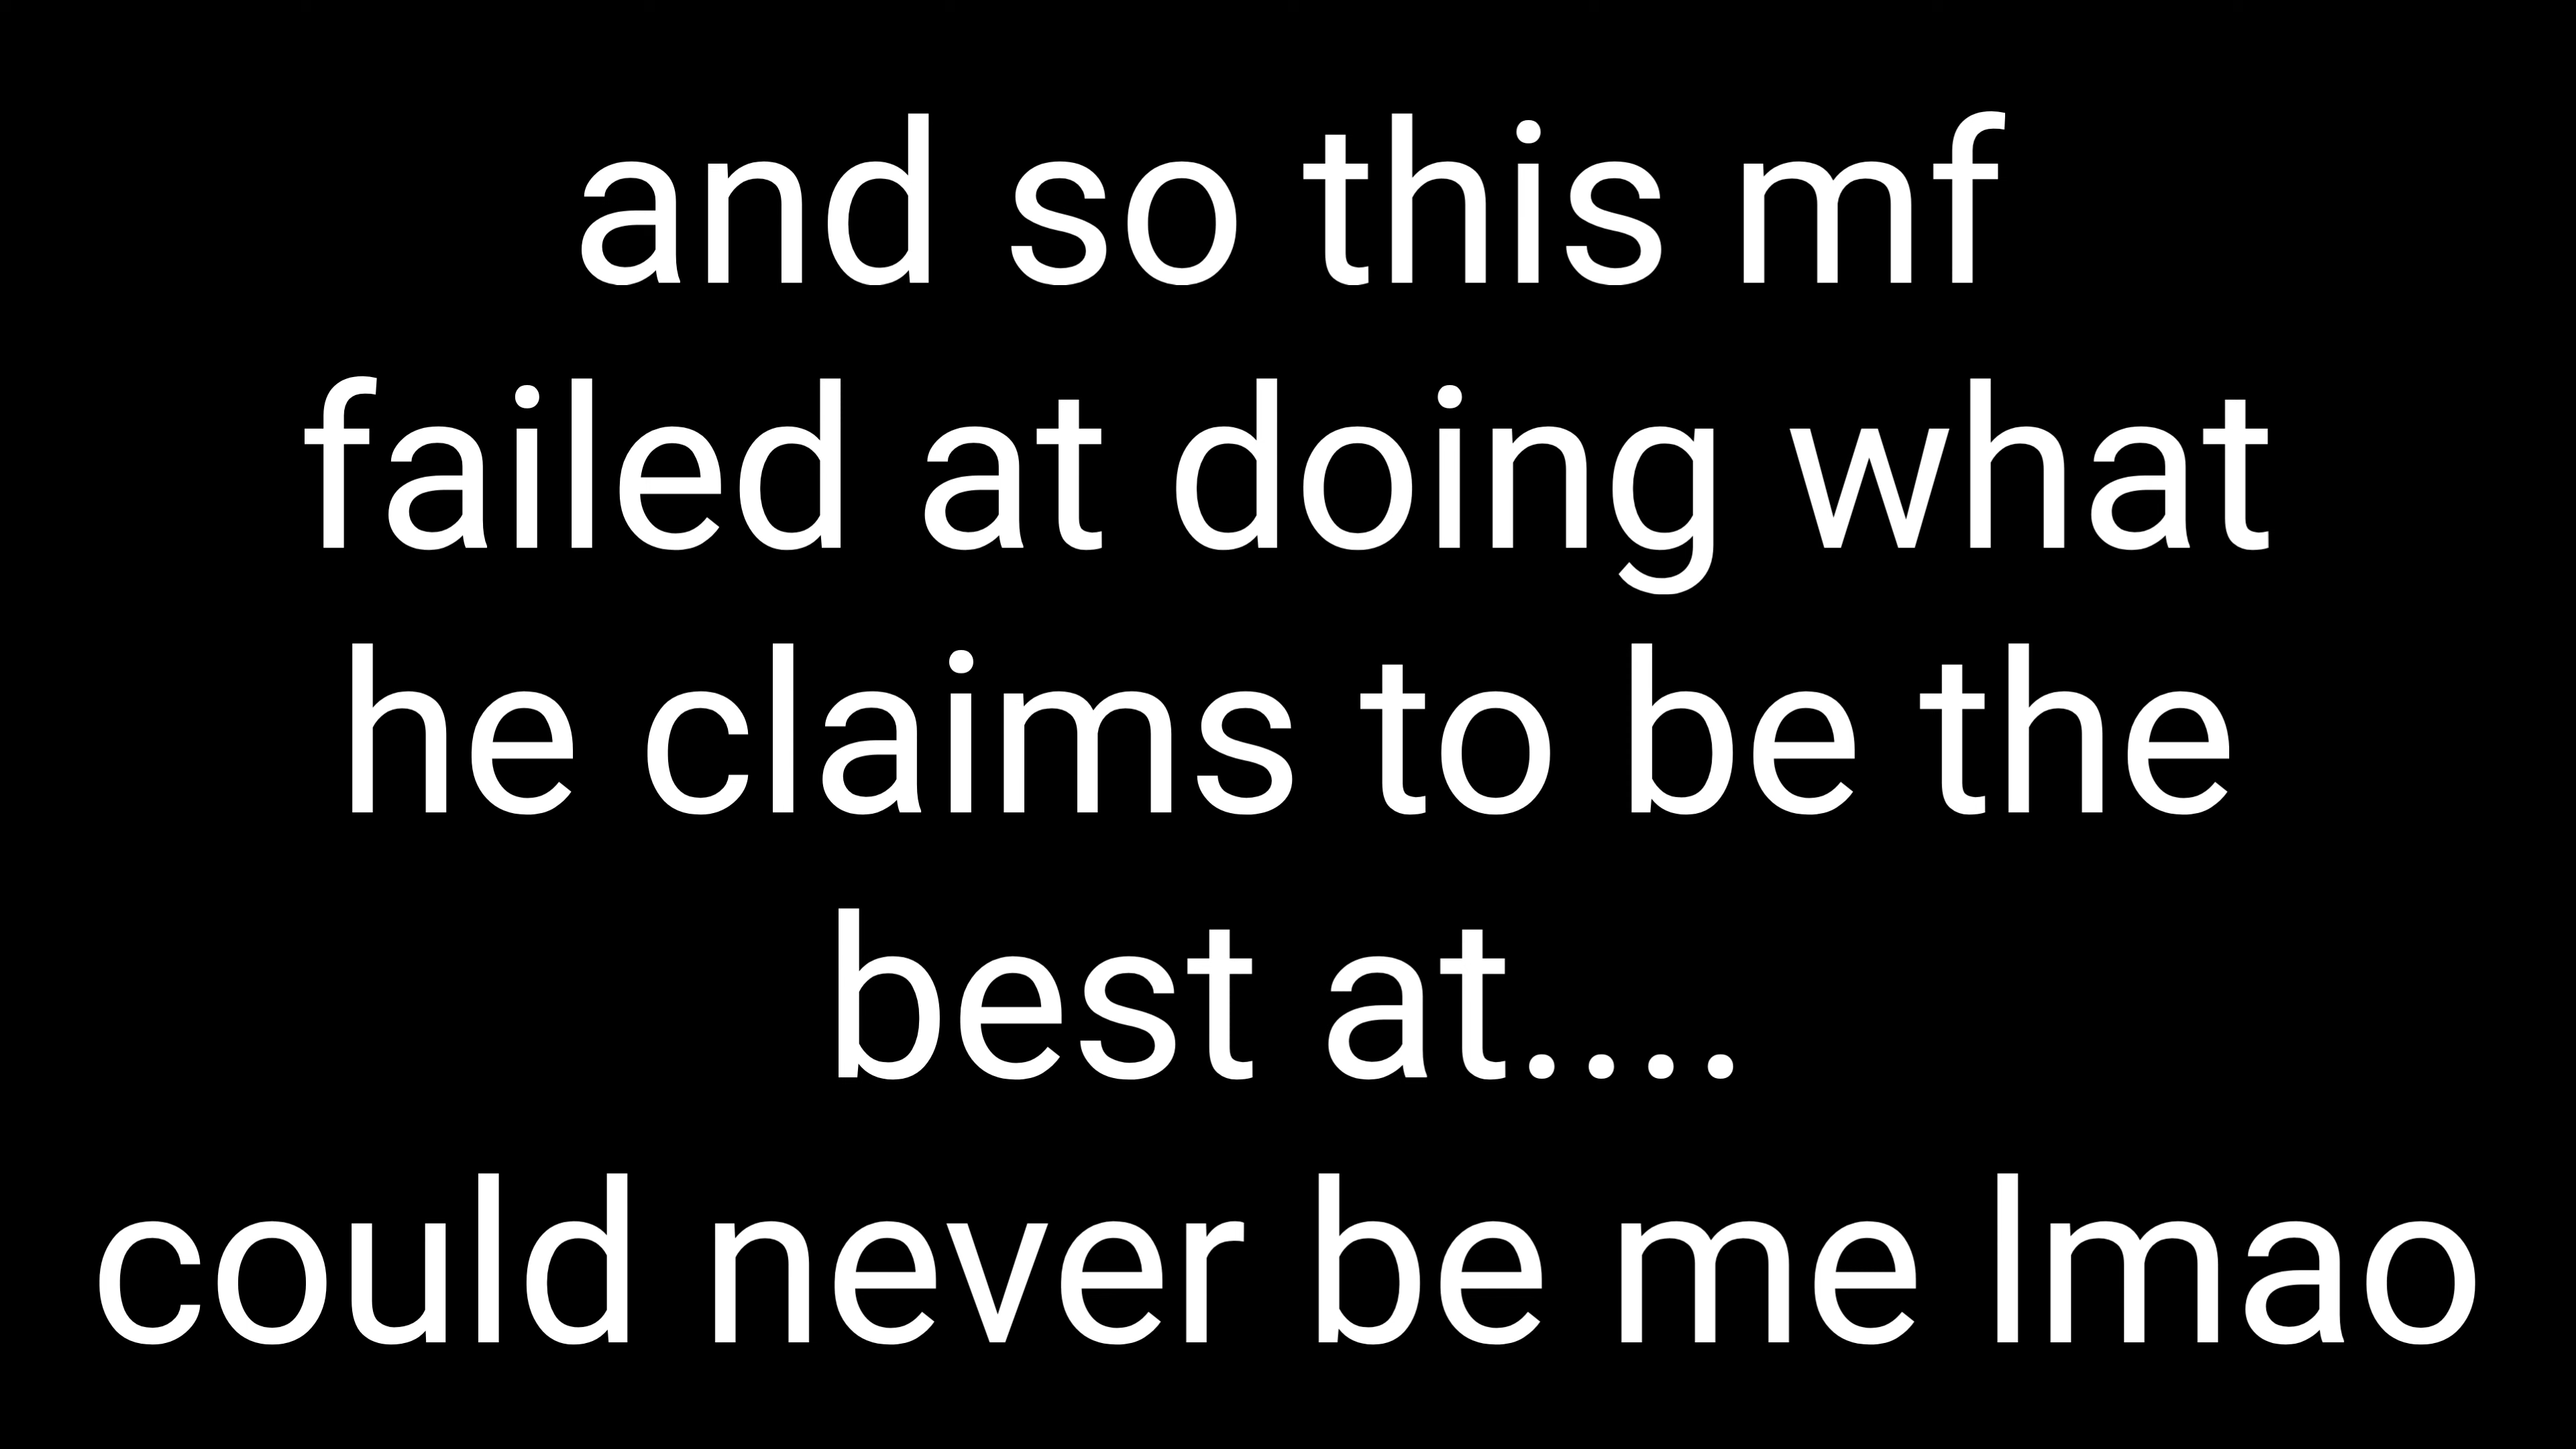 and so this mf
failed at doing what
he claims to be the
best at....
could never be me lmao